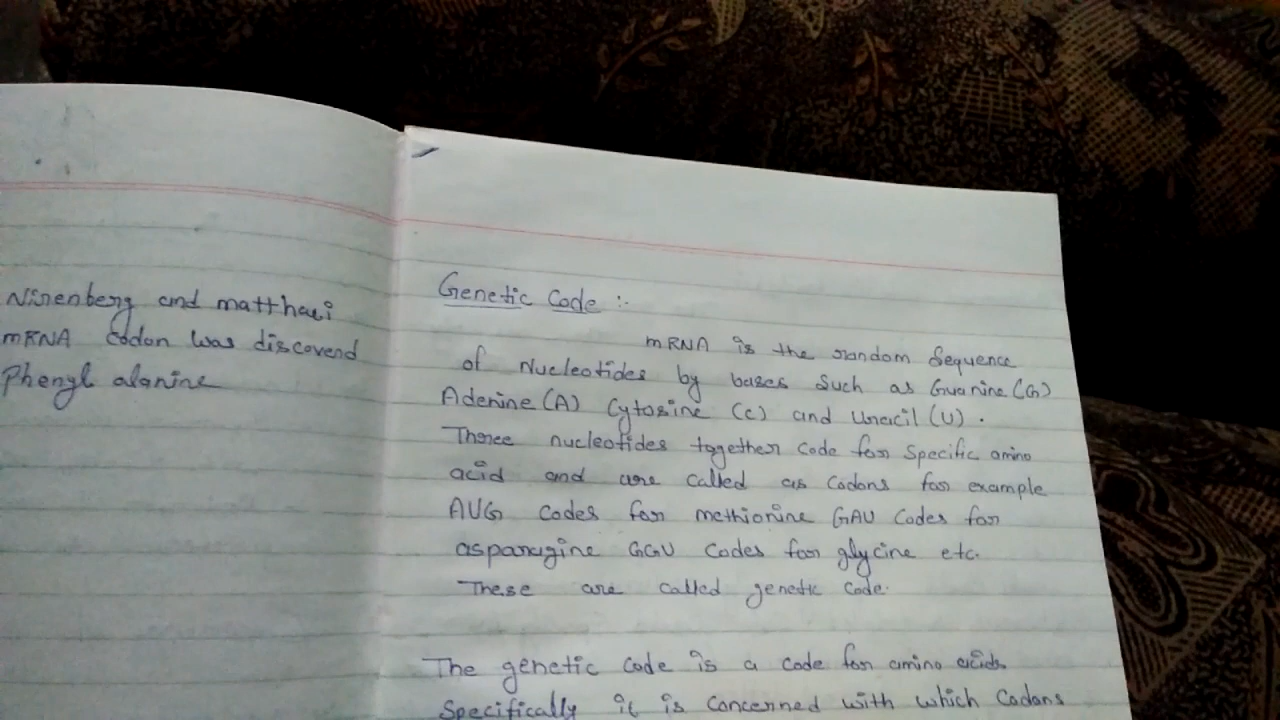 Nirenberg and matthaei
mRNA codon was discoverd
Phenyl alanine
Genetic Code :-
mRNA is the random Sequence
of Nucleotides by bases Such as Guanine (G)
Adenine (A) Cytosine (C) and Uracil (U) .
Three nucleotides together Code for Specific amino
acid and are called as Codons for example
AUG Codes for methionine GAU Codes for
asparagine GGU Codes for glycine etc.
These are called genetic Code.
The genetic Code is a Code for amino acids.
Specifically it is Concerned with which Codons